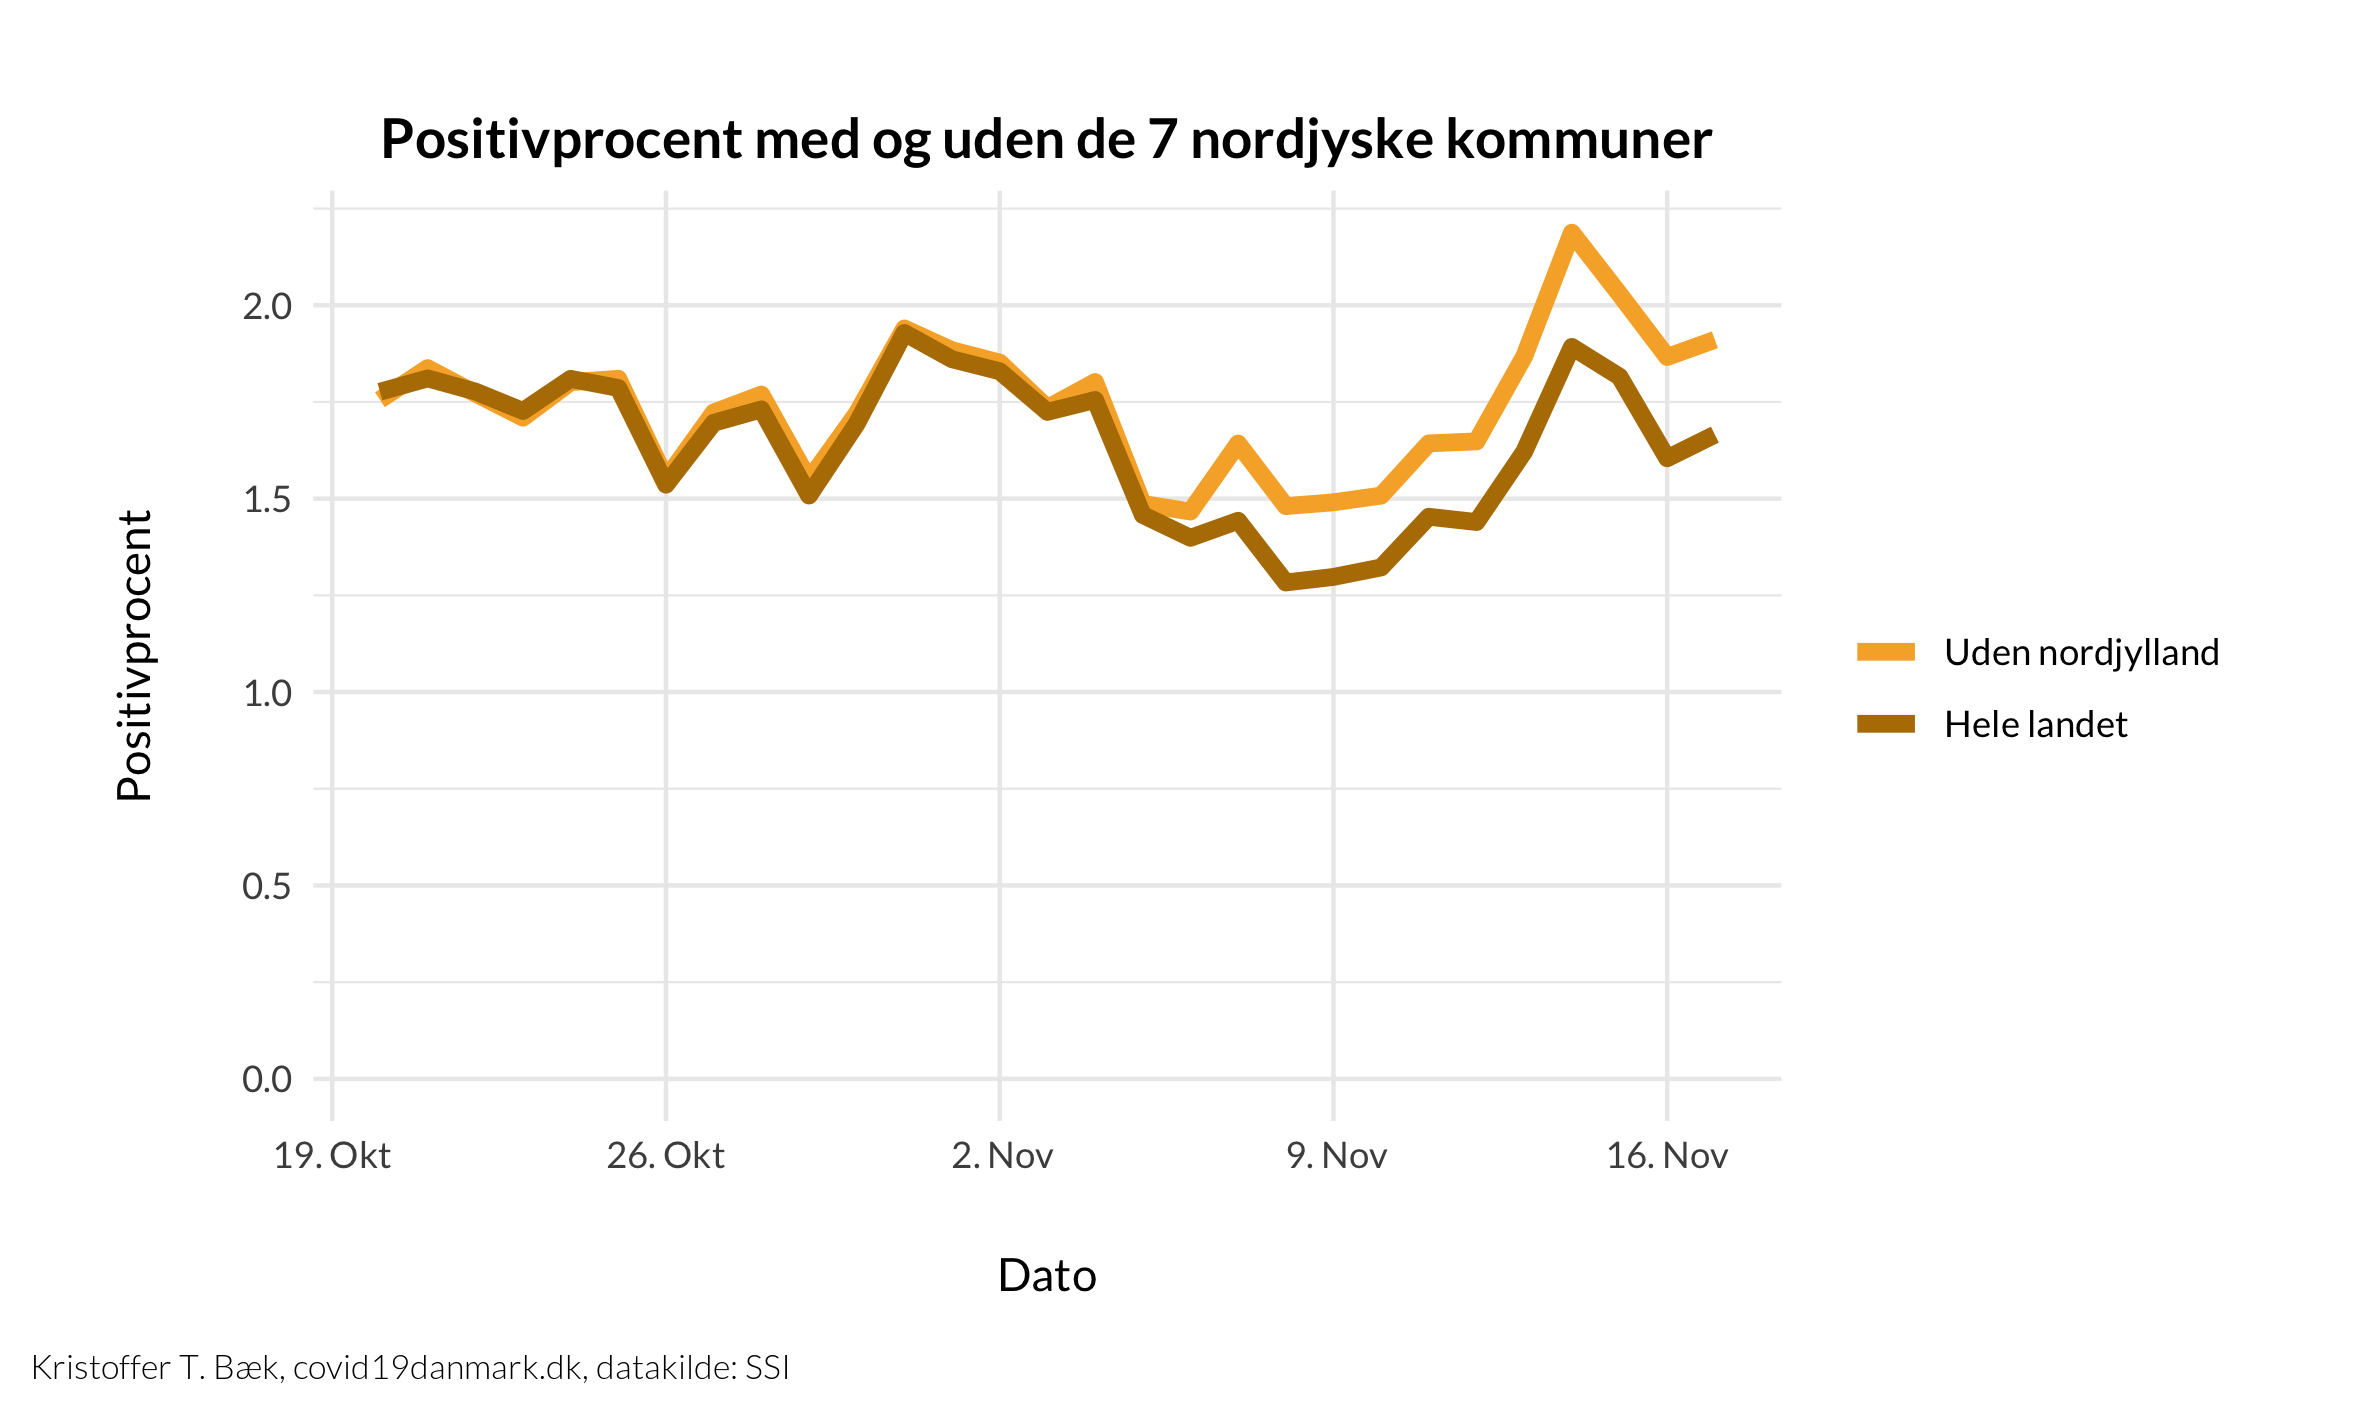 Positivprocent med og uden de 7 nordjyske kommuner
Positivprocent
2.0
1.5
1.0
0.5
0.0
19. Okt
26. Okt
2. Nov
9. Nov
16. Nov
Dato
Uden nordjylland
Hele landet
Kristoffer T. Bæk, covid19danmark.dk, datakilde: SSI